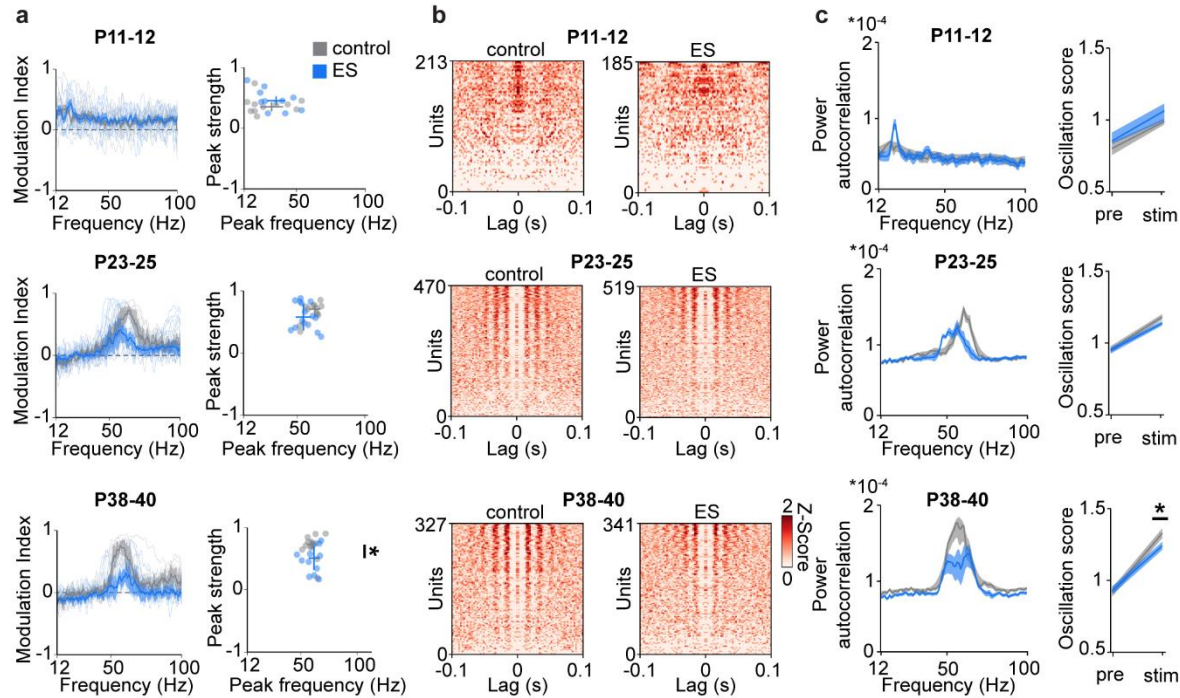 a
P11-12
Modulation Index
1
0
-1
12 50 100
Frequency (Hz)
Peak strength
1
0
-1
0 50 100
Peak frequency (Hz)
control
ES
P23-25
Modulation Index
1
0
-1
12 50 100
Frequency (Hz)
Peak strength
1
0
-1
0 50 100
Peak frequency (Hz)
P38-40
Modulation Index
1
0
-1
12 50 100
Frequency (Hz)
Peak strength
1
0
-1
0 50 100
Peak frequency (Hz)
*
b
P11-12
control
ES
213
Units
0
-0.1 0 0.1
Lag (s)
185
Units
0
-0.1 0 0.1
Lag (s)
P23-25
control
ES
470
Units
0
-0.1 0 0.1
Lag (s)
519
Units
0
-0.1 0 0.1
Lag (s)
P38-40
control
ES
327
Units
0
-0.1 0 0.1
Lag (s)
341
Units
0
-0.1 0 0.1
Lag (s)
2
Z-Score
0
c
*10-4
P11-12
Power
autocorrelation
2
1
0
12 50 100
Frequency (Hz)
Oscillation score
1.5
1
0.5
pre stim
*10-4
P23-25
Power
autocorrelation
2
1
0
12 50 100
Frequency (Hz)
Oscillation score
1.5
1
0.5
pre stim
*10-4
P38-40
Power
autocorrelation
2
1
0
12 50 100
Frequency (Hz)
Oscillation score
1.5
1
0.5
pre stim
*